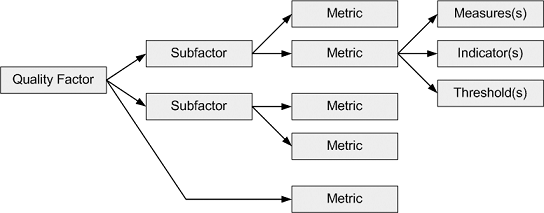 Metric
Measures(s)
Subfactor
Metric
Indicator(s)
Quality Factor
Threshold(s)
Subfactor
Metric
Metric
Metric